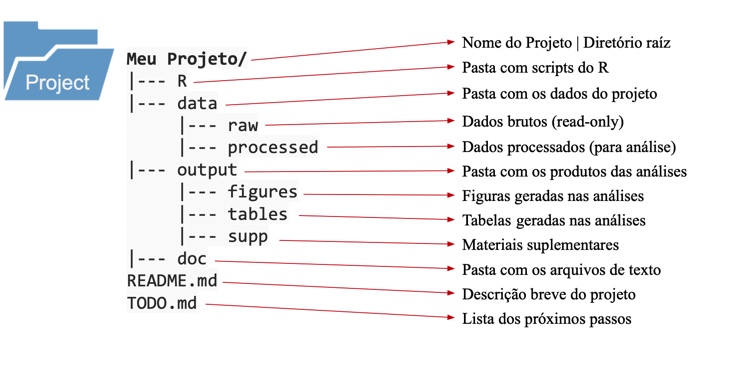 Project
Meu Projeto/ Nome do Projeto | Diretório raíz
|--- R Pasta com scripts do R
|--- data Pasta com os dados do projeto
|--- raw Dados brutos (read-only)
|--- processed Dados processados (para análise)
|--- output Pasta com os produtos das análises
|--- figures Figuras geradas nas análises
|--- tables Tabelas geradas nas análises
|--- supp Materiais suplementares
|--- doc Pasta com os arquivos de texto
README.md Descrição breve do projeto
TODO.md Lista dos próximos passos